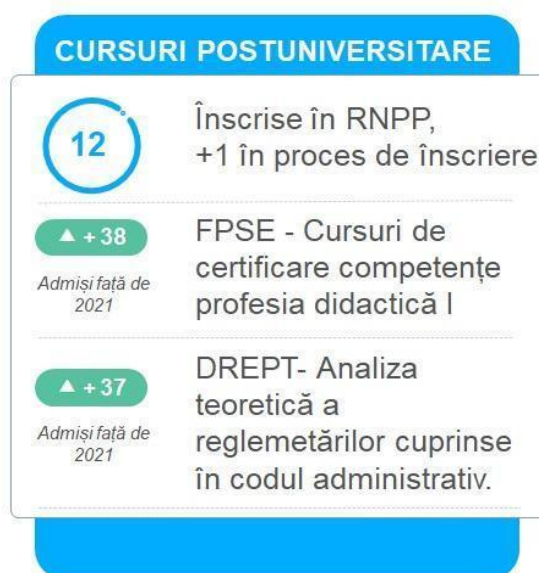 CURSURI POSTUNIVERSITARE
12
Înscrise în RNPP,
+1 în proces de înscriere
▲ + 38
Admiși față de
2021
FPSE - Cursuri de
certificare competențe
profesia didactică I
▲ + 37
Admiși față de
2021
DREPT- Analiza
teoretică a
reglemetărilor cuprinse
în codul administrativ.